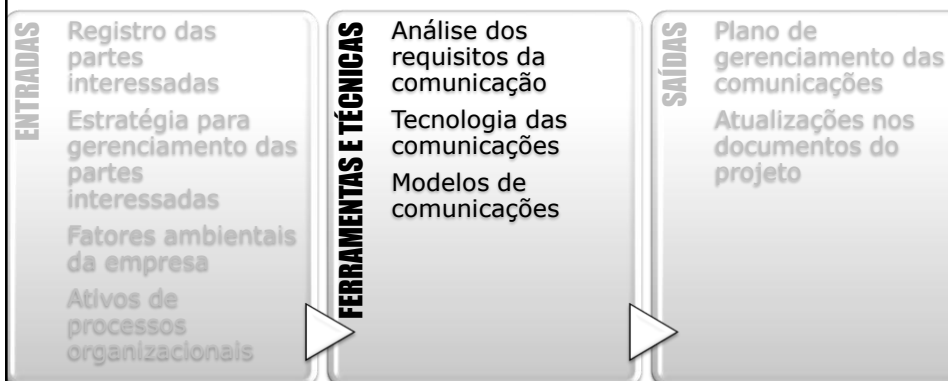 ENTRADAS
Registro das
partes
interessadas
Estratégia para
gerenciamento das
partes
interessadas
Fatores ambientais
da empresa
Ativos de
processos
organizacionais
FERRAMENTAS E TÉCNICAS
Análise dos
requisitos da
comunicação
Tecnologia das
comunicações
Modelos de
comunicações
SAÍDAS
Plano de
gerenciamento das
comunicações
Atualizações nos
documentos do
projeto